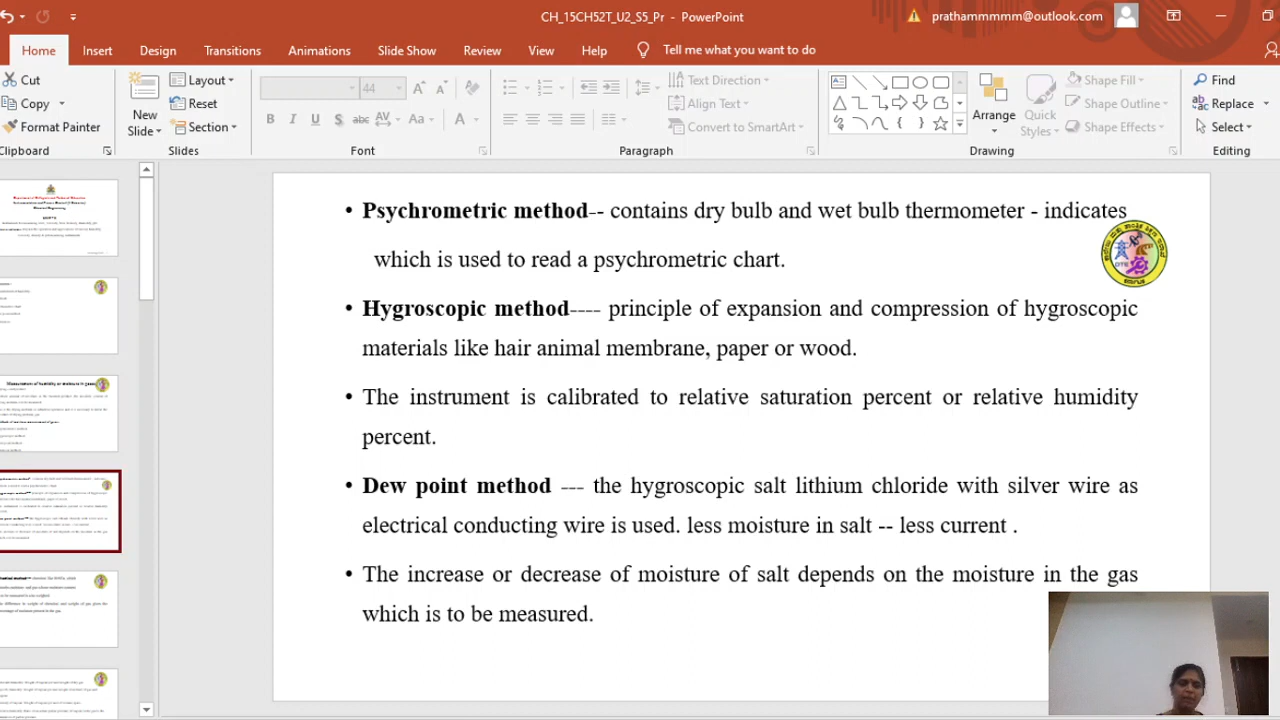 CH_15CH52T_U2_S5_Pr - PowerPoint
prathammmmm@outlook.com
Home Insert Design Transitions Animations Slide Show Review View Help Tell me what you want to do
Cut
Copy
Format Painter
Clipboard
New
Slide
Layout
Reset
Section
Slides
44
B I U S abc AV Aa A
Font
Text Direction
Align Text
Convert to SmartArt
Paragraph
Arrange
Quick
Styles
Shape Fill
Shape Outline
Shape Effects
Drawing
Find
Replace
Select
Editing
• Psychrometric method-- contains dry bulb and wet bulb thermometer - indicates
which is used to read a psychrometric chart.
• Hygroscopic method---- principle of expansion and compression of hygroscopic
materials like hair animal membrane, paper or wood.
• The instrument is calibrated to relative saturation percent or relative humidity
percent.
• Dew point method --- the hygroscopic salt lithium chloride with silver wire as
electrical conducting wire is used. less moisture in salt -- less current .
• The increase or decrease of moisture of salt depends on the moisture in the gas
which is to be measured.